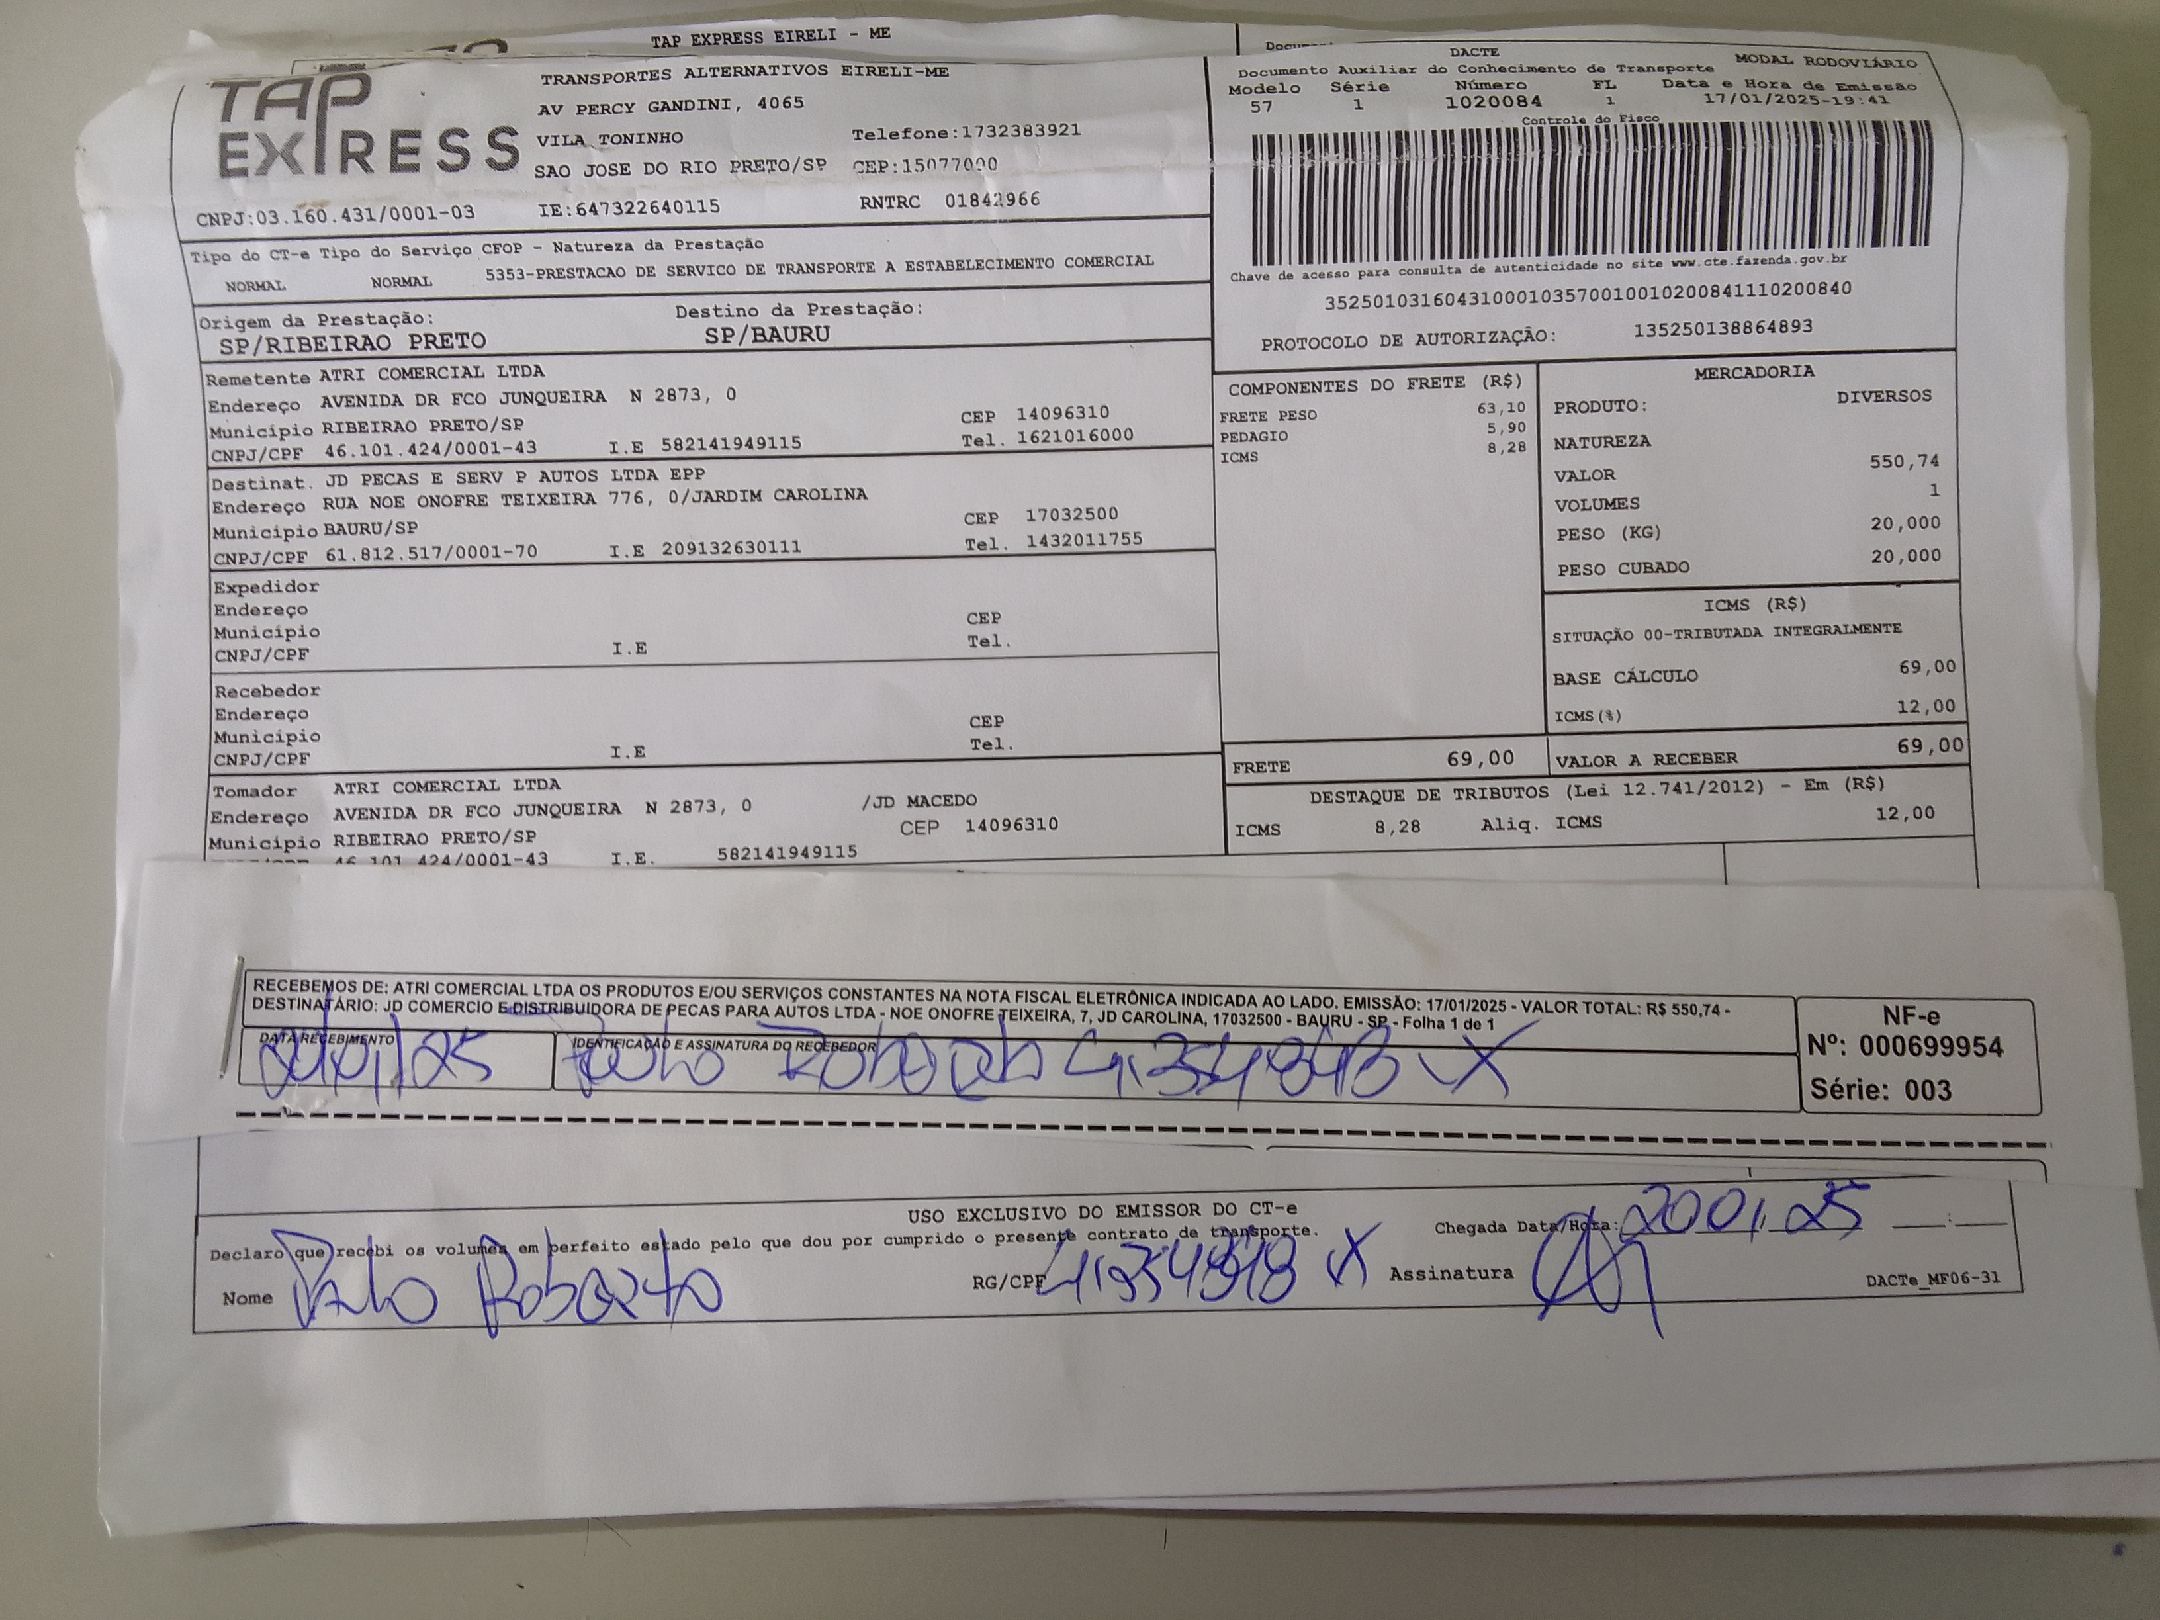 TAP EXPRESS EIRELI - ME
TAP EXPRESS
TRANSPORTES ALTERNATIVOS EIRELI-ME
AV PERCY GANDINI, 4065
VILA TONINHO Telefone:1732383921
SAO JOSE DO RIO PRETO/SP CEP:15077000
CNPJ:03.160.431/0001-03 IE:647322640115 RNTRC 01842966
DACTE MODAL RODOVIÁRIO
Documento Auxiliar do Conhecimento de Transporte
Modelo Série Número FL Data e Hora de Emissão
57 1 1020084 1 17/01/2025-19:41
Controle do Fisco
Chave de acesso para consulta de autenticidade no site www.cte.fazenda.gov.br
35250103160431000103570010010200841110200840
PROTOCOLO DE AUTORIZAÇÃO: 135250138864893
Tipo do CT-e Tipo do Serviço CFOP - Natureza da Prestação
NORMAL NORMAL 5353-PRESTACAO DE SERVICO DE TRANSPORTE A ESTABELECIMENTO COMERCIAL
Origem da Prestação: Destino da Prestação:
SP/RIBEIRAO PRETO SP/BAURU
Remetente ATRI COMERCIAL LTDA
Endereço AVENIDA DR FCO JUNQUEIRA N 2873, 0
Município RIBEIRAO PRETO/SP CEP 14096310
CNPJ/CPF 46.101.424/0001-43 I.E 582141949115 Tel. 1621016000
Destinat. JD PECAS E SERV P AUTOS LTDA EPP
Endereço RUA NOE ONOFRE TEIXEIRA 776, 0/JARDIM CAROLINA
Município BAURU/SP CEP 17032500
CNPJ/CPF 61.812.517/0001-70 I.E 209132630111 Tel. 1432011755
Expedidor
Endereço
Município CEP
CNPJ/CPF I.E Tel.
Recebedor
Endereço
Município CEP
CNPJ/CPF I.E Tel.
Tomador ATRI COMERCIAL LTDA
Endereço AVENIDA DR FCO JUNQUEIRA N 2873, 0 /JD MACEDO
Município RIBEIRAO PRETO/SP CEP 14096310
46.101.424/0001-43 I.E. 582141949115
COMPONENTES DO FRETE (R$)
FRETE PESO 63,10
PEDAGIO 5,90
ICMS 8,28
MERCADORIA
PRODUTO: DIVERSOS
NATUREZA
VALOR 550,74
VOLUMES 1
PESO (KG) 20,000
PESO CUBADO 20,000
ICMS (R$)
SITUAÇÃO 00-TRIBUTADA INTEGRALMENTE
BASE CÁLCULO 69,00
ICMS(%) 12,00
FRETE 69,00 VALOR A RECEBER 69,00
DESTAQUE DE TRIBUTOS (Lei 12.741/2012) - Em (R$)
ICMS 8,28 Aliq. ICMS 12,00
RECEBEMOS DE: ATRI COMERCIAL LTDA OS PRODUTOS E/OU SERVIÇOS CONSTANTES NA NOTA FISCAL ELETRÔNICA INDICADA AO LADO. EMISSÃO: 17/01/2025 - VALOR TOTAL: R$ 550,74 -
DESTINATÁRIO: JD COMERCIO E DISTRIBUIDORA DE PECAS PARA AUTOS LTDA - NOE ONOFRE TEIXEIRA, 7, JD CAROLINA, 17032500 - BAURU - SP - Folha 1 de 1
DATA RECEBIMENTO IDENTIFICAÇÃO E ASSINATURA DO RECEBEDOR
NF-e
Nº: 000699954
Série: 003
USO EXCLUSIVO DO EMISSOR DO CT-e
Declaro que recebi os volumes em perfeito estado pelo que dou por cumprido o presente contrato de transporte. Chegada Data/Hora:
Nome Roberto RG/CPF Assinatura
DACTe_MF06-31